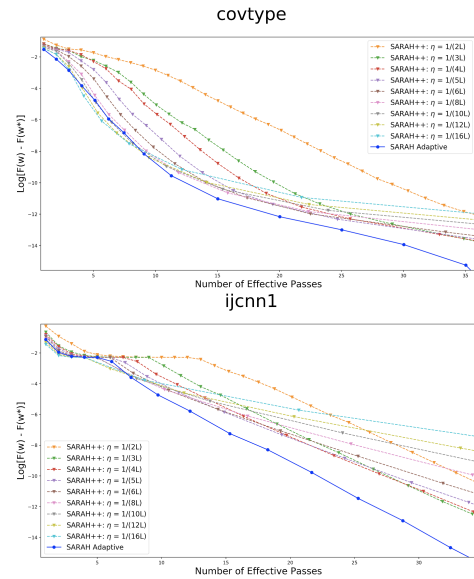 covtype
Log[F(w) - F(w*)]
−2
−4
−6
−8
−10
−12
−14
5
10
15
20
25
30
35
Number of Effective Passes
SARAH++: η = 1/(2L)
SARAH++: η = 1/(3L)
SARAH++: η = 1/(4L)
SARAH++: η = 1/(5L)
SARAH++: η = 1/(6L)
SARAH++: η = 1/(8L)
SARAH++: η = 1/(10L)
SARAH++: η = 1/(12L)
SARAH++: η = 1/(16L)
SARAH Adaptive
ijcnn1
Log[F(w) - F(w*)]
−2
−4
−6
−8
−10
−12
−14
SARAH++: η = 1/(2L)
SARAH++: η = 1/(3L)
SARAH++: η = 1/(4L)
SARAH++: η = 1/(5L)
SARAH++: η = 1/(6L)
SARAH++: η = 1/(8L)
SARAH++: η = 1/(10L)
SARAH++: η = 1/(12L)
SARAH++: η = 1/(16L)
SARAH Adaptive
5
10
15
20
25
30
Number of Effective Passes